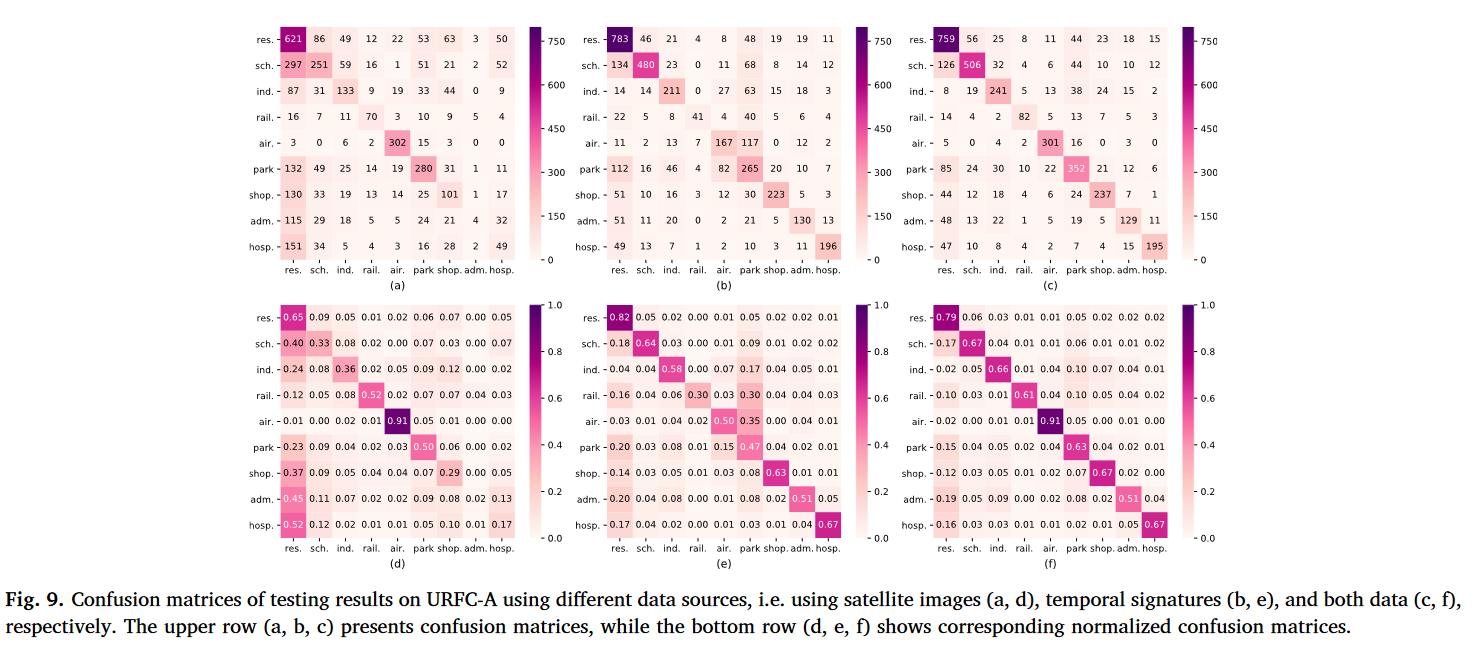 res. 621 86 49 12 22 53 63 3 50
sch. 297 251 59 16 1 51 21 2 52
ind. 87 31 133 9 19 33 44 0 9
rail. 16 7 11 70 3 10 9 5 4
air. 3 0 6 2 302 13 3 0 0
park 132 49 25 14 19 280 31 1 11
shop. 130 33 19 13 14 25 101 1 17
adm. 115 29 18 5 5 24 21 4 32
hosp. 151 34 5 4 3 16 28 2 49
res. sch. ind. rail. air. park shop. adm. hosp.
750
600
450
300
150
0
(a)
res. 783 46 21 4 8 48 19 19 11
sch. 134 480 23 0 11 68 8 14 12
ind. 14 14 211 0 27 63 15 18 3
rail. 22 5 8 41 4 40 5 6 4
air. 11 2 13 7 167 117 0 12 2
park 112 16 46 4 82 265 20 10 7
shop. 51 10 16 3 12 30 223 5 3
adm. 51 11 20 0 2 21 5 130 13
hosp. 49 13 7 1 2 10 3 11 196
res. sch. ind. rail. air. park shop. adm. hosp.
750
600
450
300
150
0
(b)
res. 759 56 25 8 11 44 23 18 15
sch. 126 506 32 4 6 44 10 10 12
ind. 8 19 241 5 13 38 24 15 2
rail. 14 4 2 82 5 13 7 5 3
air. 5 0 4 2 301 16 0 3 0
park 85 24 30 10 22 352 21 12 6
shop. 44 12 18 4 6 24 237 7 1
adm. 48 13 22 1 5 19 5 129 11
hosp. 47 10 8 4 2 7 4 15 195
res. sch. ind. rail. air. park shop. adm. hosp.
750
600
450
300
150
0
(c)
res. 0.65 0.09 0.05 0.01 0.02 0.06 0.07 0.00 0.05
sch. 0.40 0.33 0.08 0.02 0.00 0.07 0.03 0.00 0.07
ind. 0.24 0.08 0.36 0.02 0.05 0.09 0.12 0.00 0.02
rail. 0.12 0.05 0.08 0.52 0.02 0.07 0.07 0.04 0.03
air. 0.01 0.00 0.02 0.01 0.91 0.05 0.01 0.00 0.00
park 0.23 0.09 0.04 0.02 0.03 0.50 0.06 0.00 0.02
shop. 0.37 0.09 0.05 0.04 0.04 0.07 0.29 0.00 0.05
adm. 0.45 0.11 0.07 0.02 0.02 0.09 0.08 0.02 0.13
hosp. 0.52 0.12 0.02 0.01 0.01 0.05 0.10 0.01 0.17
res. sch. ind. rail. air. park shop. adm. hosp.
1.0
0.8
0.6
0.4
0.2
0.0
(d)
res. 0.82 0.05 0.02 0.00 0.01 0.05 0.02 0.02 0.01
sch. 0.18 0.64 0.03 0.00 0.01 0.09 0.01 0.02 0.02
ind. 0.04 0.04 0.58 0.00 0.07 0.17 0.04 0.05 0.01
rail. 0.16 0.04 0.06 0.30 0.03 0.30 0.04 0.04 0.03
air. 0.03 0.01 0.04 0.02 0.50 0.35 0.00 0.04 0.01
park 0.20 0.03 0.08 0.01 0.15 0.47 0.04 0.02 0.01
shop. 0.14 0.03 0.05 0.01 0.03 0.08 0.63 0.01 0.01
adm. 0.20 0.04 0.08 0.00 0.01 0.08 0.02 0.51 0.05
hosp. 0.17 0.04 0.02 0.00 0.01 0.03 0.01 0.04 0.67
res. sch. ind. rail. air. park shop. adm. hosp.
1.0
0.8
0.6
0.4
0.2
0.0
(e)
res. 0.79 0.06 0.03 0.01 0.01 0.05 0.02 0.02 0.02
sch. 0.17 0.67 0.04 0.01 0.01 0.06 0.01 0.01 0.02
ind. 0.02 0.05 0.66 0.01 0.04 0.10 0.07 0.04 0.01
rail. 0.10 0.03 0.01 0.61 0.04 0.10 0.05 0.04 0.02
air. 0.02 0.00 0.01 0.01 0.91 0.05 0.00 0.01 0.00
park 0.15 0.04 0.05 0.02 0.04 0.63 0.04 0.02 0.01
shop. 0.12 0.03 0.05 0.01 0.02 0.07 0.67 0.02 0.00
adm. 0.19 0.05 0.09 0.00 0.02 0.08 0.02 0.51 0.04
hosp. 0.16 0.03 0.03 0.01 0.01 0.02 0.01 0.05 0.67
res. sch. ind. rail. air. park shop. adm. hosp.
1.0
0.8
0.6
0.4
0.2
0.0
(f)
Fig. 9. Confusion matrices of testing results on URFC-A using different data sources, i.e. using satellite images (a, d), temporal signatures (b, e), and both data (c, f),
respectively. The upper row (a, b, c) presents confusion matrices, while the bottom row (d, e, f) shows corresponding normalized confusion matrices.